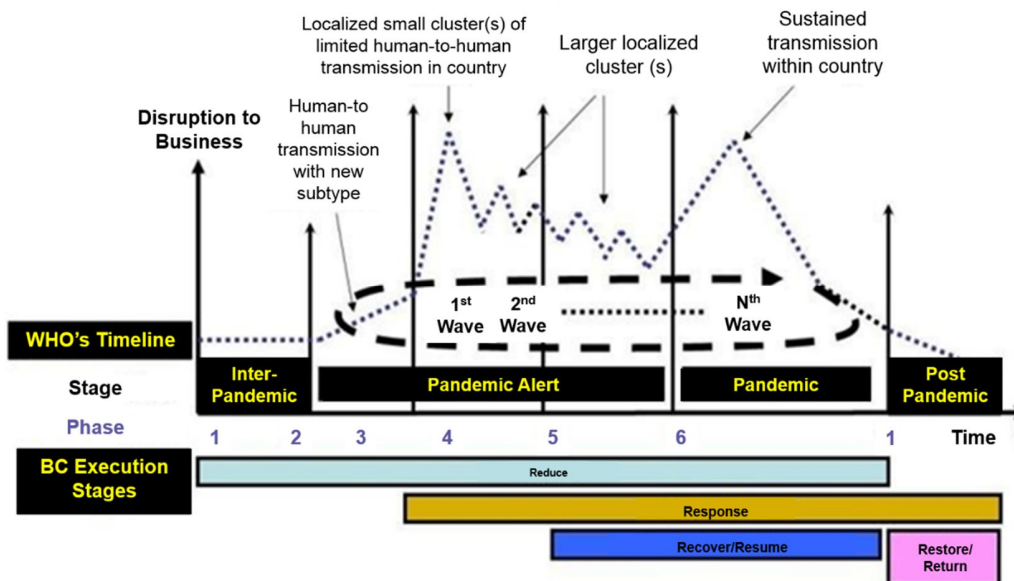 Localized small cluster(s) of
limited human-to-human
transmission in country
Larger localized
cluster (s)
Sustained
transmission
within country
Disruption to
Business
Human-to
human
transmission
with new
subtype
1st
Wave
2nd
Wave
Nth
Wave
WHO's Timeline
Stage
Inter-
Pandemic
Pandemic Alert
Pandemic
Post
Pandemic
Phase
1 2 3 4 5 6 1
Time
BC Execution
Stages
Reduce
Response
Recover/Resume
Restore/
Return